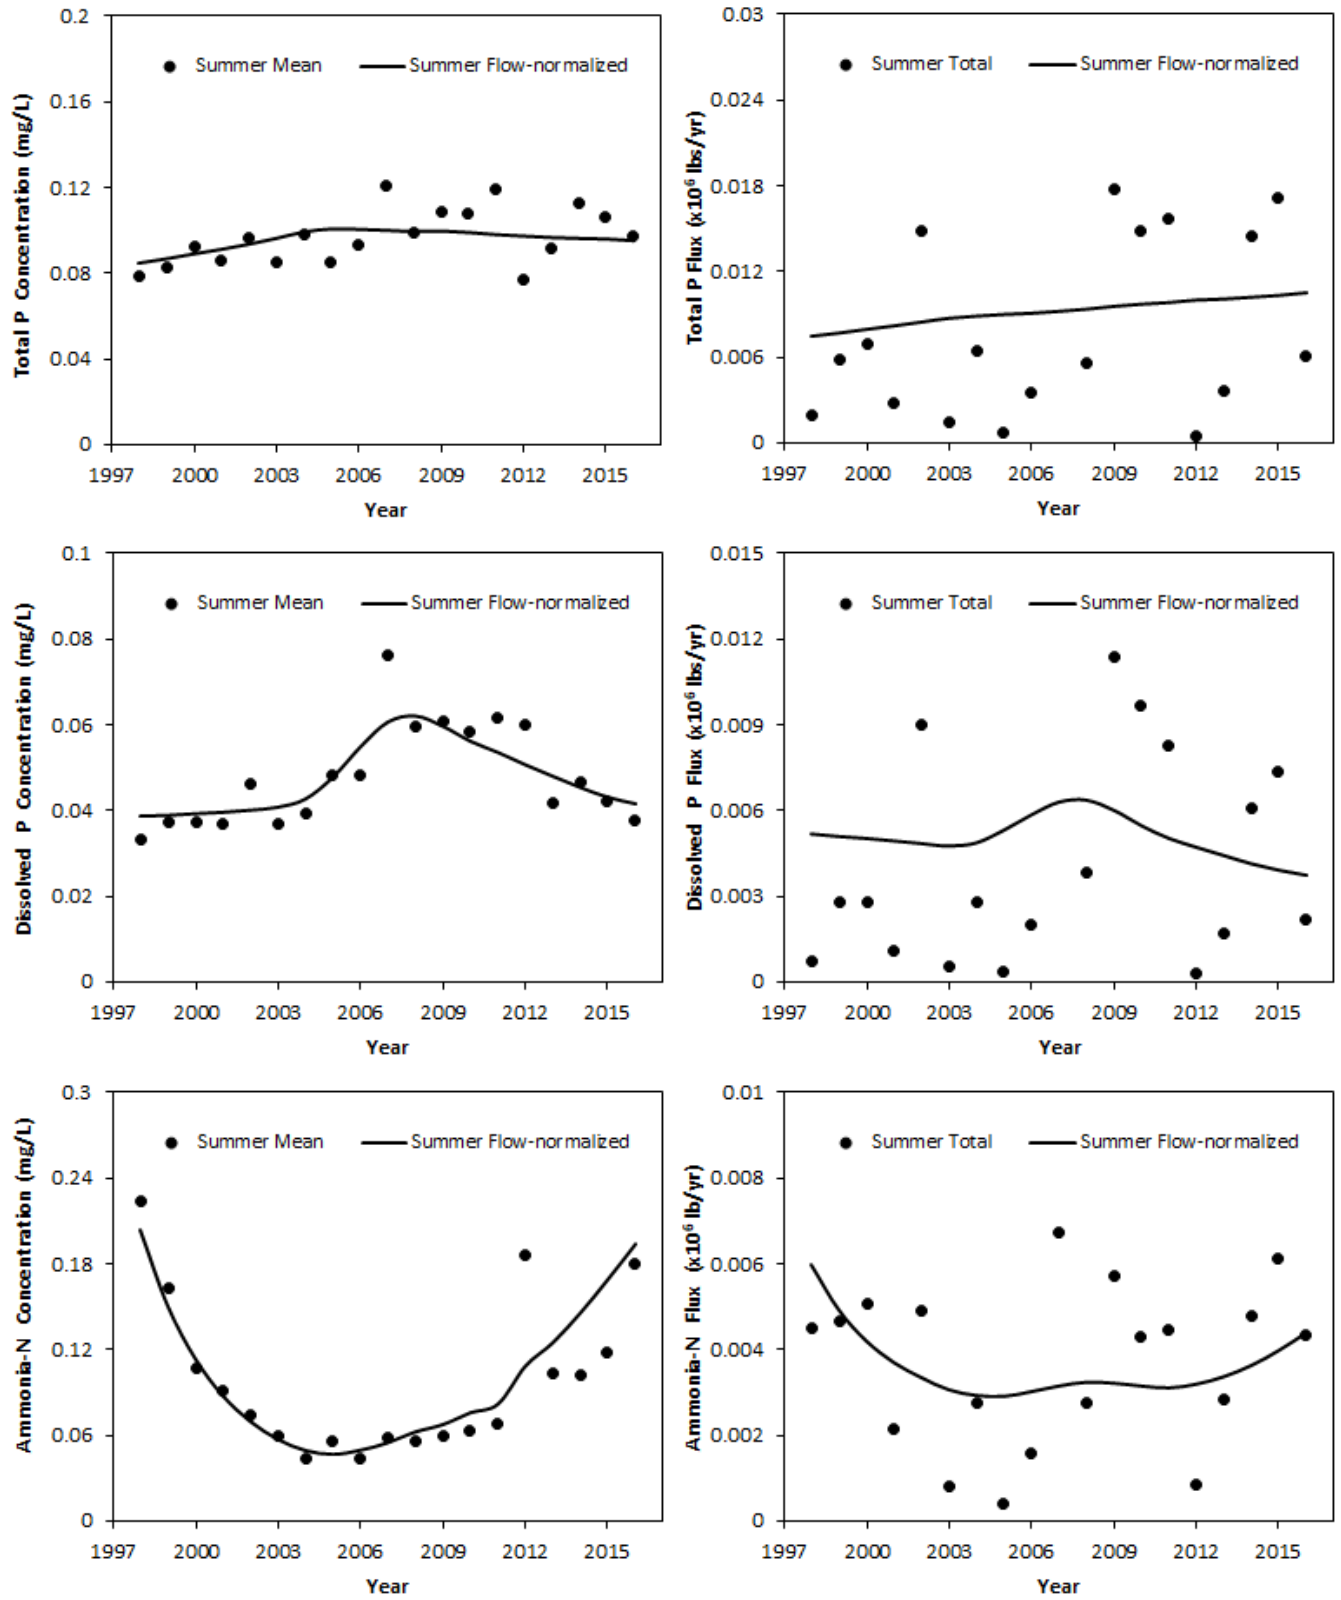 0.2
0.16
0.12
0.08
0.04
0
Total P Concentration (mg/L)
Summer Mean
Summer Flow-normalized
1997 2000 2003 2006 2009 2012 2015
Year
0.03
0.024
0.018
0.012
0.006
0
Total P Flux (x10⁶ lbs/yr)
Summer Total
Summer Flow-normalized
1997 2000 2003 2006 2009 2012 2015
Year
0.1
0.08
0.06
0.04
0.02
0
Dissolved P Concentration (mg/L)
Summer Mean
Summer Flow-normalized
1997 2000 2003 2006 2009 2012 2015
Year
0.015
0.012
0.009
0.006
0.003
0
Dissolved P Flux (x10⁶ lbs/yr)
Summer Total
Summer Flow-normalized
1997 2000 2003 2006 2009 2012 2015
Year
0.3
0.24
0.18
0.12
0.06
0
Ammonia-N Concentration (mg/L)
Summer Mean
Summer Flow-normalized
1997 2000 2003 2006 2009 2012 2015
Year
0.01
0.008
0.006
0.004
0.002
0
Ammonia-N Flux (x10⁶ lb/yr)
Summer Total
Summer Flow-normalized
1997 2000 2003 2006 2009 2012 2015
Year